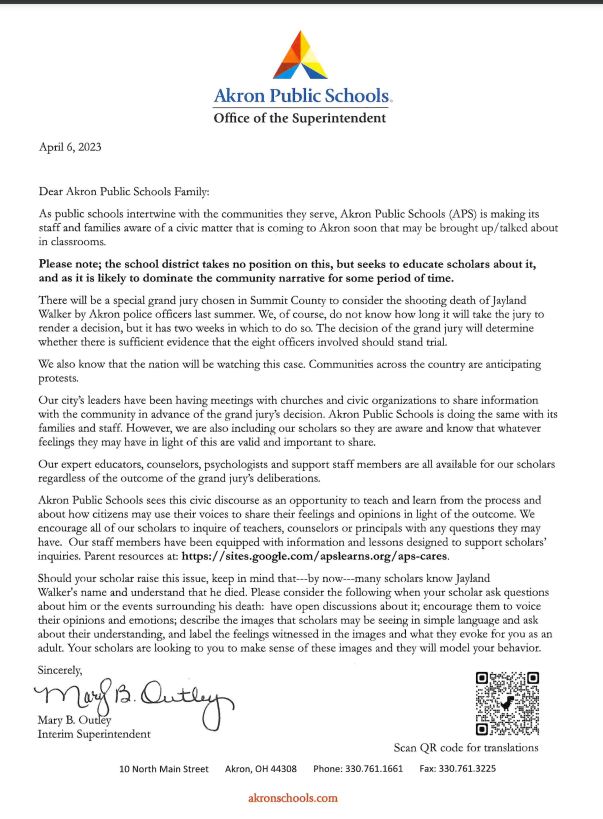 Akron Public Schools®
Office of the Superintendent
April 6, 2023
Dear Akron Public Schools Family:
As public schools intertwine with the communities they serve, Akron Public Schools (APS) is making its
staff and families aware of a civic matter that is coming to Akron soon that may be brought up/talked about
in classrooms.
Please note; the school district takes no position on this, but seeks to educate scholars about it,
and as it is likely to dominate the community narrative for some period of time.
There will be a special grand jury chosen in Summit County to consider the shooting death of Jayland
Walker by Akron police officers last summer. We, of course, do not know how long it will take the jury to
render a decision, but it has two weeks in which to do so. The decision of the grand jury will determine
whether there is sufficient evidence that the eight officers involved should stand trial.
We also know that the nation will be watching this case. Communities across the country are anticipating
protests.
Our city's leaders have been having meetings with churches and civic organizations to share information
with the community in advance of the grand jury's decision. Akron Public Schools is doing the same with its
families and staff. However, we are also including our scholars so they are aware and know that whatever
feelings they may have in light of this are valid and important to share.
Our expert educators, counselors, psychologists and support staff members are all available for our scholars
regardless of the outcome of the grand jury's deliberations.
Akron Public Schools sees this civic discourse as an opportunity to teach and learn from the process and
about how citizens may use their voices to share their feelings and opinions in light of the outcome. We
encourage all of our scholars to inquire of teachers, counselors or principals with any questions they may
have. Our staff members have been equipped with information and lessons designed to support scholars'
inquiries. Parent resources at: https://sites.google.com/apslearns.org/aps-cares.
Should your scholar raise this issue, keep in mind that---by now---many scholars know Jayland
Walker's name and understand that he died. Please consider the following when your scholar ask questions
about him or the events surrounding his death: have open discussions about it; encourage them to voice
their opinions and emotions; describe the images that scholars may be seeing in simple language and ask
about their understanding, and label the feelings witnessed in the images and what they evoke for you as an
adult. Your scholars are looking to you to make sense of these images and they will model your behavior.
Sincerely,
Mary B. Outley
Mary B. Outley
Interim Superintendent
Scan QR code for translations
10 North Main Street Akron, OH 44308 Phone: 330.761.1661 Fax: 330.761.3225
akronschools.com